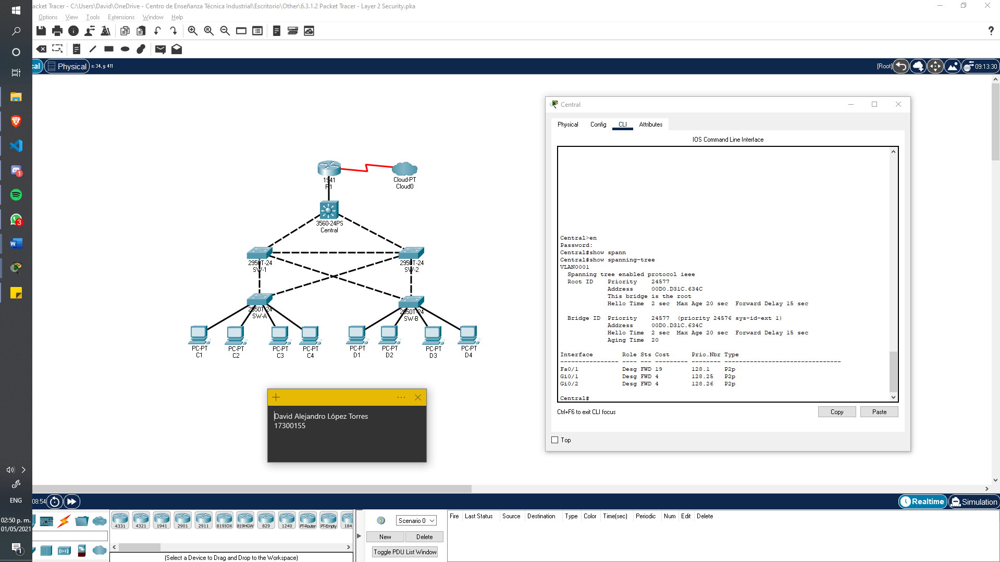 acket Tracer - C:\Users\David\OneDrive - Centro de Enseñanza Técnica Industrial\Escritorio\Other\6.3.1.2 Packet Tracer - Layer 2 Security.pka
Options View Tools Extensions Window Help
al Physical x: 34, y: 411 [Root] 09:13:30
Central
Physical Config CLI Attributes
IOS Command Line Interface
Central>en
Password:
Central#show spann
Central#show spanning-tree
VLAN0001
Spanning tree enabled protocol ieee
Root ID Priority 24577
Address 00D0.D31C.634C
This bridge is the root
Hello Time 2 sec Max Age 20 sec Forward Delay 15 sec
Bridge ID Priority 24577 (priority 24576 sys-id-ext 1)
Address 00D0.D31C.634C
Hello Time 2 sec Max Age 20 sec Forward Delay 15 sec
Aging Time 20
Interface Role Sts Cost Prio.Nbr Type
---------------- ---- --- --------- -------- --------------------------------
Fa0/1 Desg FWD 19 128.1 P2p
Gi0/1 Desg FWD 4 128.25 P2p
Gi0/2 Desg FWD 4 128.26 P2p
Central#
Ctrl+F6 to exit CLI focus Copy Paste
Top
1941
R1
Cloud-PT
Cloud0
3560-24PS
Central
2950T-24
SW-1
2950T-24
SW-2
2950T-24
SW-A
2950T-24
SW-B
PC-PT
C1
PC-PT
C2
PC-PT
C3
PC-PT
C4
PC-PT
D1
PC-PT
D2
PC-PT
D3
PC-PT
D4
David Alejandro López Torres
17300155
1
3
ENG
02:50 p. m.
01/05/2021
1
08:54
Realtime Simulation
4331 4321 1941 2901 2911 819IOX 819HGW 829 1240 PT-Router PT-Empty 184
(Select a Device to Drag and Drop to the Workspace)
Scenario 0
New Delete
Toggle PDU List Window
Fire Last Status Source Destination Type Color Time(sec) Periodic Num Edit Delete